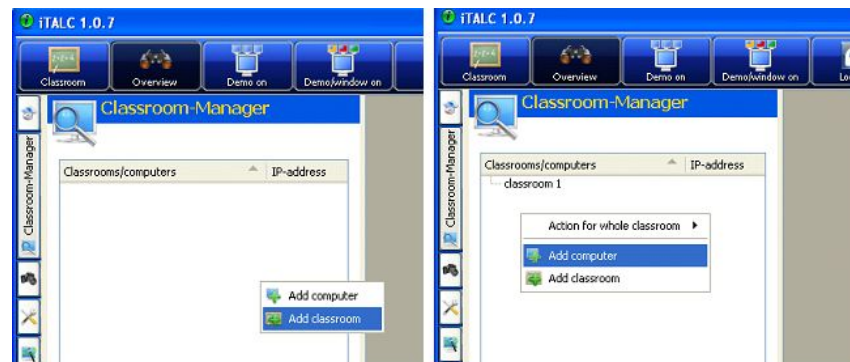 iTALC 1.0.7
Classroom Overview Demo on Demo/window on
Classroom-Manager
Classroom-Manager
Classrooms/computers IP-address
Add computer
Add classroom
iTALC 1.0.7
Classroom Overview Demo on Demo/window on Lo
Classroom-Manager
Classroom-Manager
Classrooms/computers IP-address
classroom 1
Action for whole classroom
Add computer
Add classroom